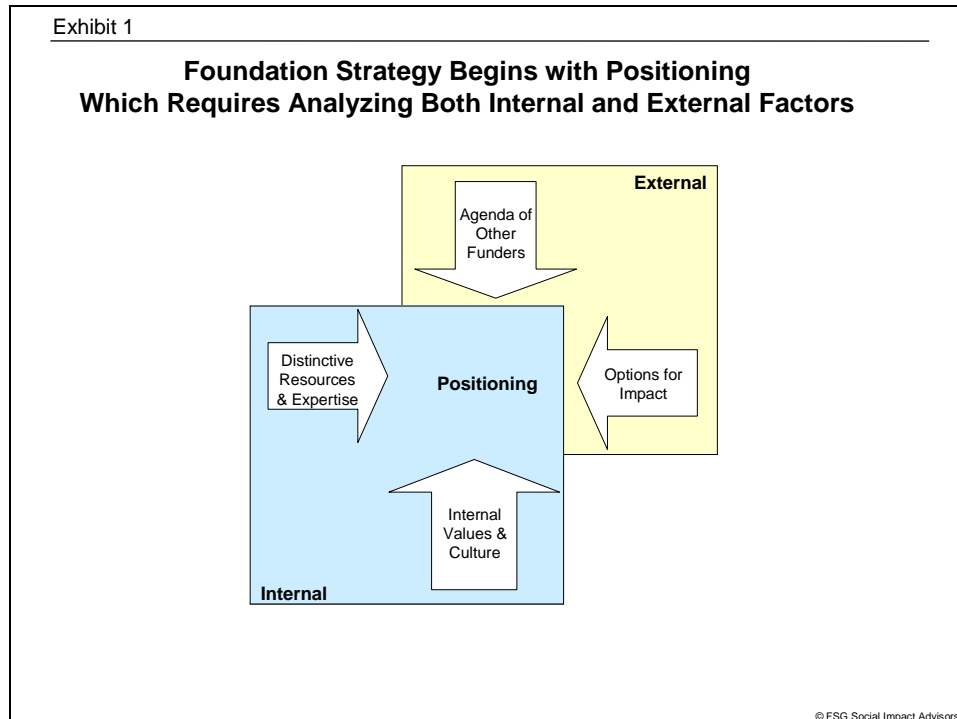 Exhibit 1
Foundation Strategy Begins with Positioning
Which Requires Analyzing Both Internal and External Factors
External
Agenda of
Other
Funders
Distinctive
Resources
& Expertise
Positioning
Options for
Impact
Internal
Values &
Culture
Internal
© FSG Social Impact Advisors